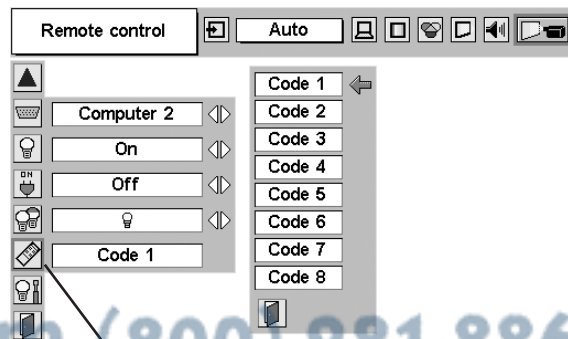 Remote control
Auto
Computer 2
On
ON
Off
Code 1
Code 1
Code 2
Code 3
Code 4
Code 5
Code 6
Code 7
Code 8